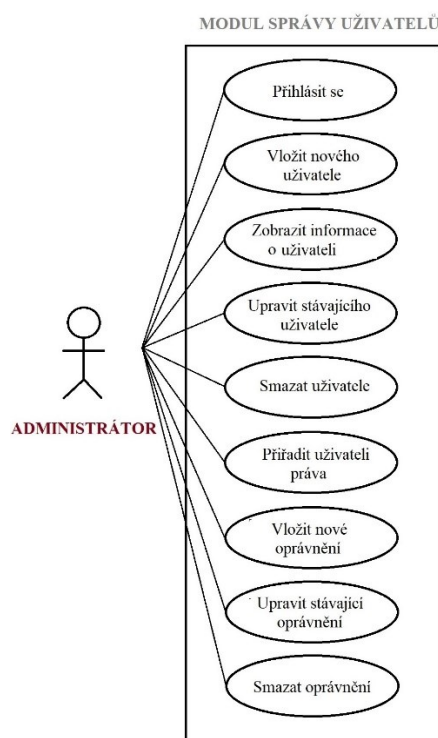 MODUL SPRÁVY UŽIVATELŮ
Přihlásit se
Vložit nového
uživatele
Zobrazit informace
o uživateli
Upravit stávajícího
uživatele
Smazat uživatele
ADMINISTRÁTOR
Přiřadit uživateli
práva
Vložit nové
oprávnění
Upravit stávající
oprávnění
Smazat oprávnění